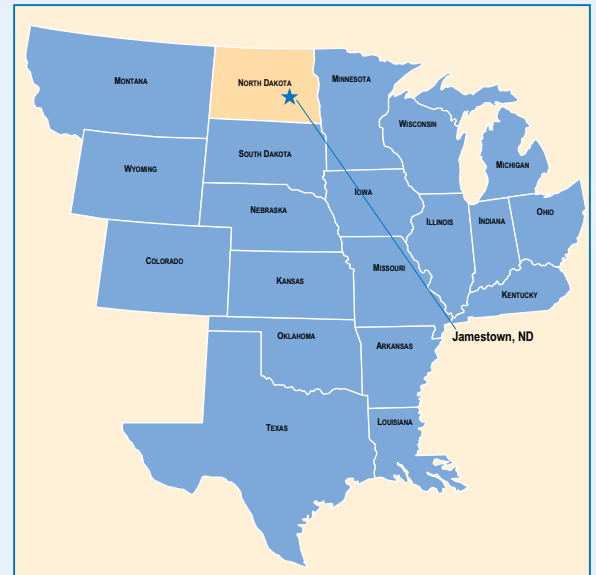 MONTANA
NORTH DAKOTA
MINNESOTA
WISCONSIN
SOUTH DAKOTA
MICHIGAN
WYOMING
IOWA
NEBRASKA
ILLINOIS
INDIANA
OHIO
COLORADO
MISSOURI
KANSAS
KENTUCKY
OKLAHOMA
Jamestown, ND
ARKANSAS
LOUISIANA
TEXAS